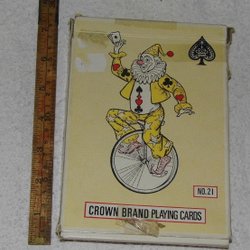 NO. 21
CROWN BRAND PLAYING CARDS